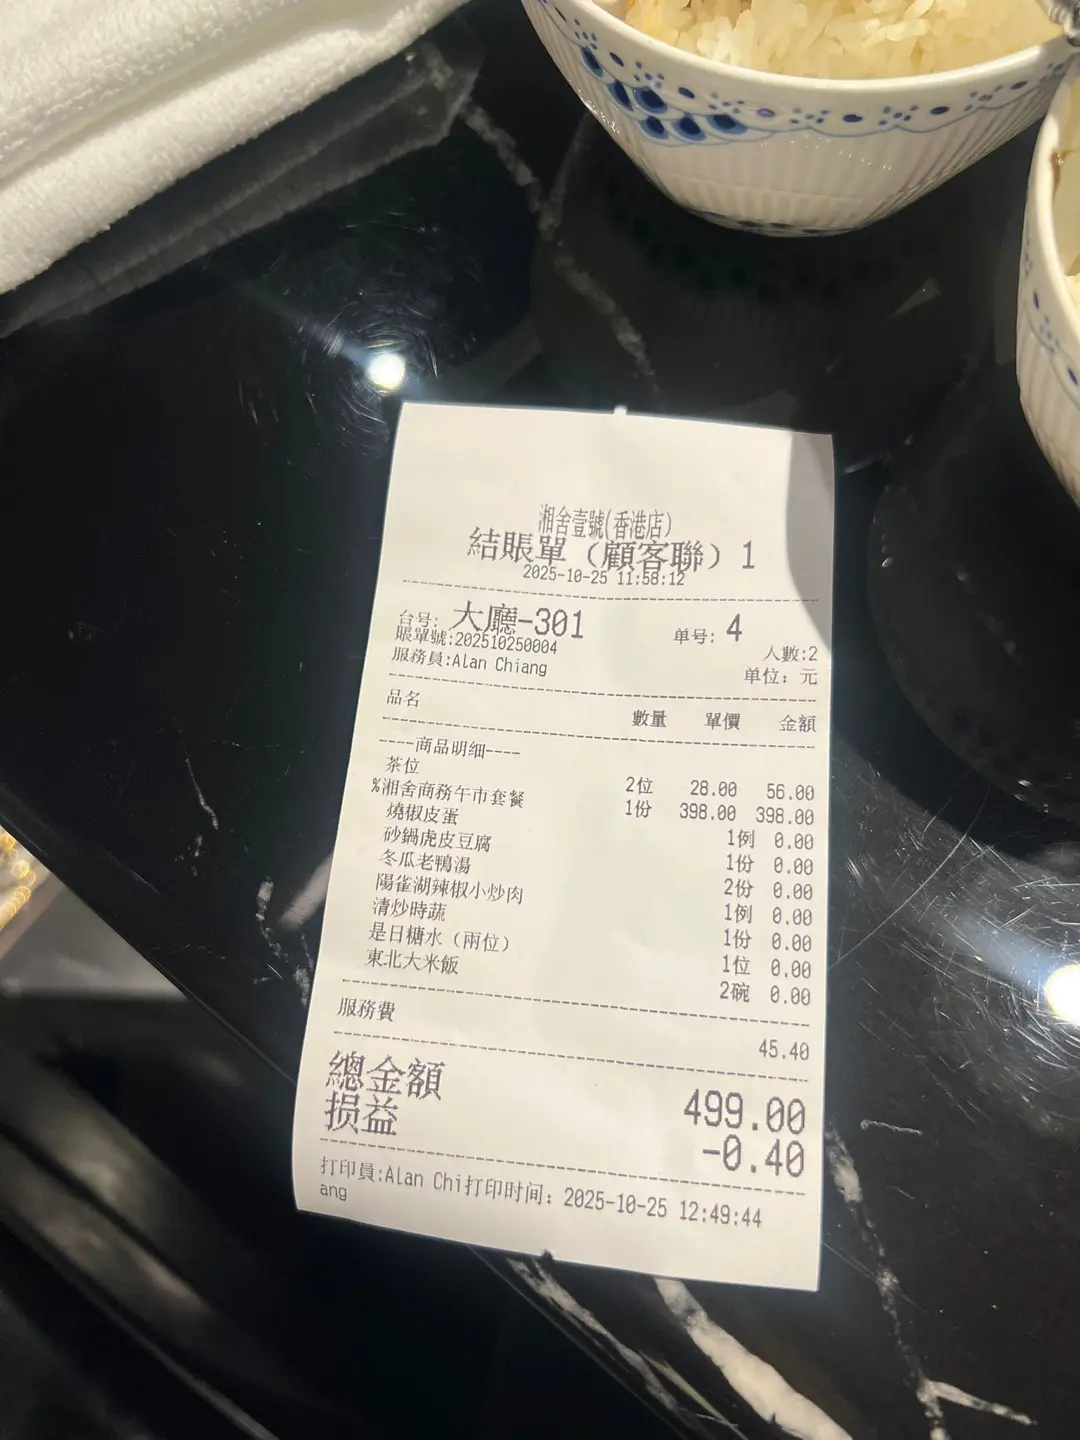 湘舍壹號(香港店)
結賬單（顧客聯）1
2025-10-25 11:58:12
台号: 大廳-301 单号: 4
賬單號:202510250004 人數:2
服務員:Alan Chiang 单位: 元
品名 數量 單價 金額
----商品明细----
茶位 2位 28.00 56.00
%湘舍商務午市套餐 1份 398.00 398.00
燒椒皮蛋 1例 0.00
砂鍋虎皮豆腐 1份 0.00
冬瓜老鴨湯 2份 0.00
陽雀湖辣椒小炒肉 1例 0.00
清炒時蔬 1份 0.00
是日糖水（兩位） 1位 0.00
東北大米飯 2碗 0.00
服務費 45.40
總金額 499.00
损益 -0.40
打印員:Alan Chi打印时间: 2025-10-25 12:49:44
ang